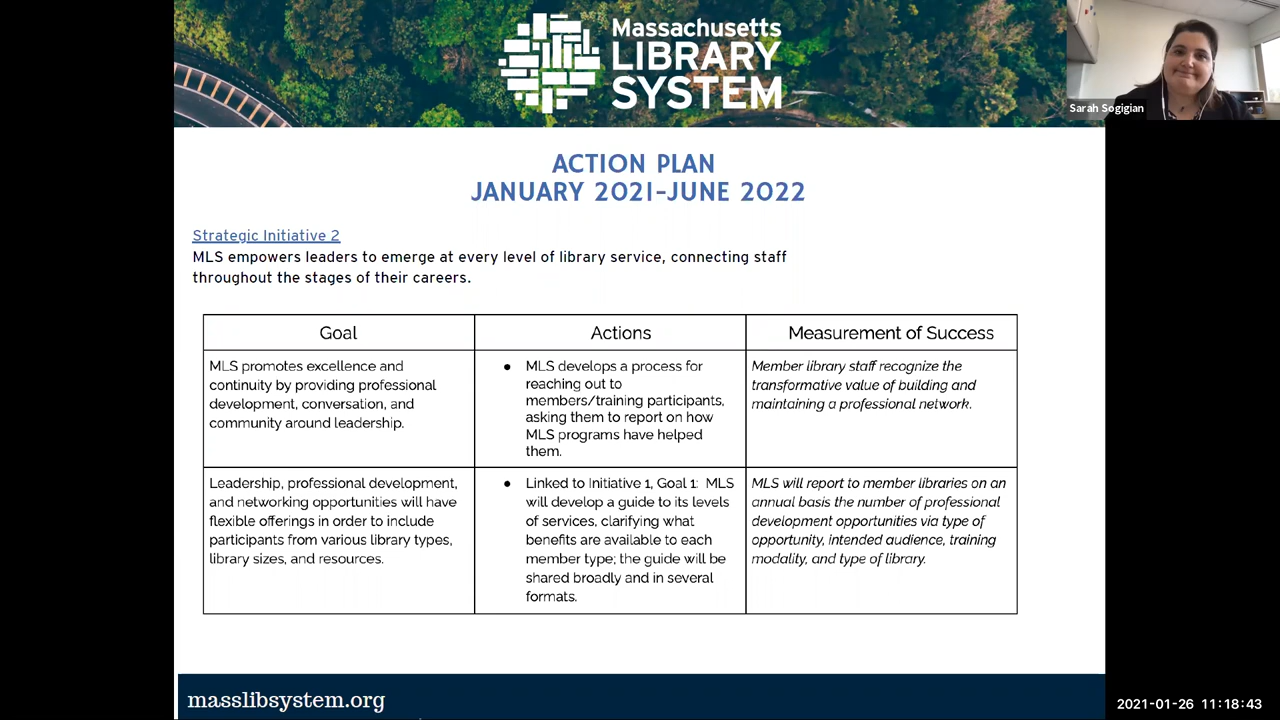 Massachusetts
LIBRARY
SYSTEM
Sarah Sogigian
ACTION PLAN
JANUARY 2021-JUNE 2022
Strategic Initiative 2
MLS empowers leaders to emerge at every level of library service, connecting staff
throughout the stages of their careers.
Goal
Actions
Measurement of Success
MLS promotes excellence and
continuity by providing professional
development, conversation, and
community around leadership.
● MLS develops a process for
reaching out to
members/training participants,
asking them to report on how
MLS programs have helped
them.
Member library staff recognize the
transformative value of building and
maintaining a professional network.
Leadership, professional development,
and networking opportunities will have
flexible offerings in order to include
participants from various library types,
library sizes, and resources.
● Linked to Initiative 1, Goal 1: MLS
will develop a guide to its levels
of services, clarifying what
benefits are available to each
member type; the guide will be
shared broadly and in several
formats.
MLS will report to member libraries on an
annual basis the number of professional
development opportunities via type of
opportunity, intended audience, training
modality, and type of library.
masslibsystem.org
2021-01-26 11:18:43